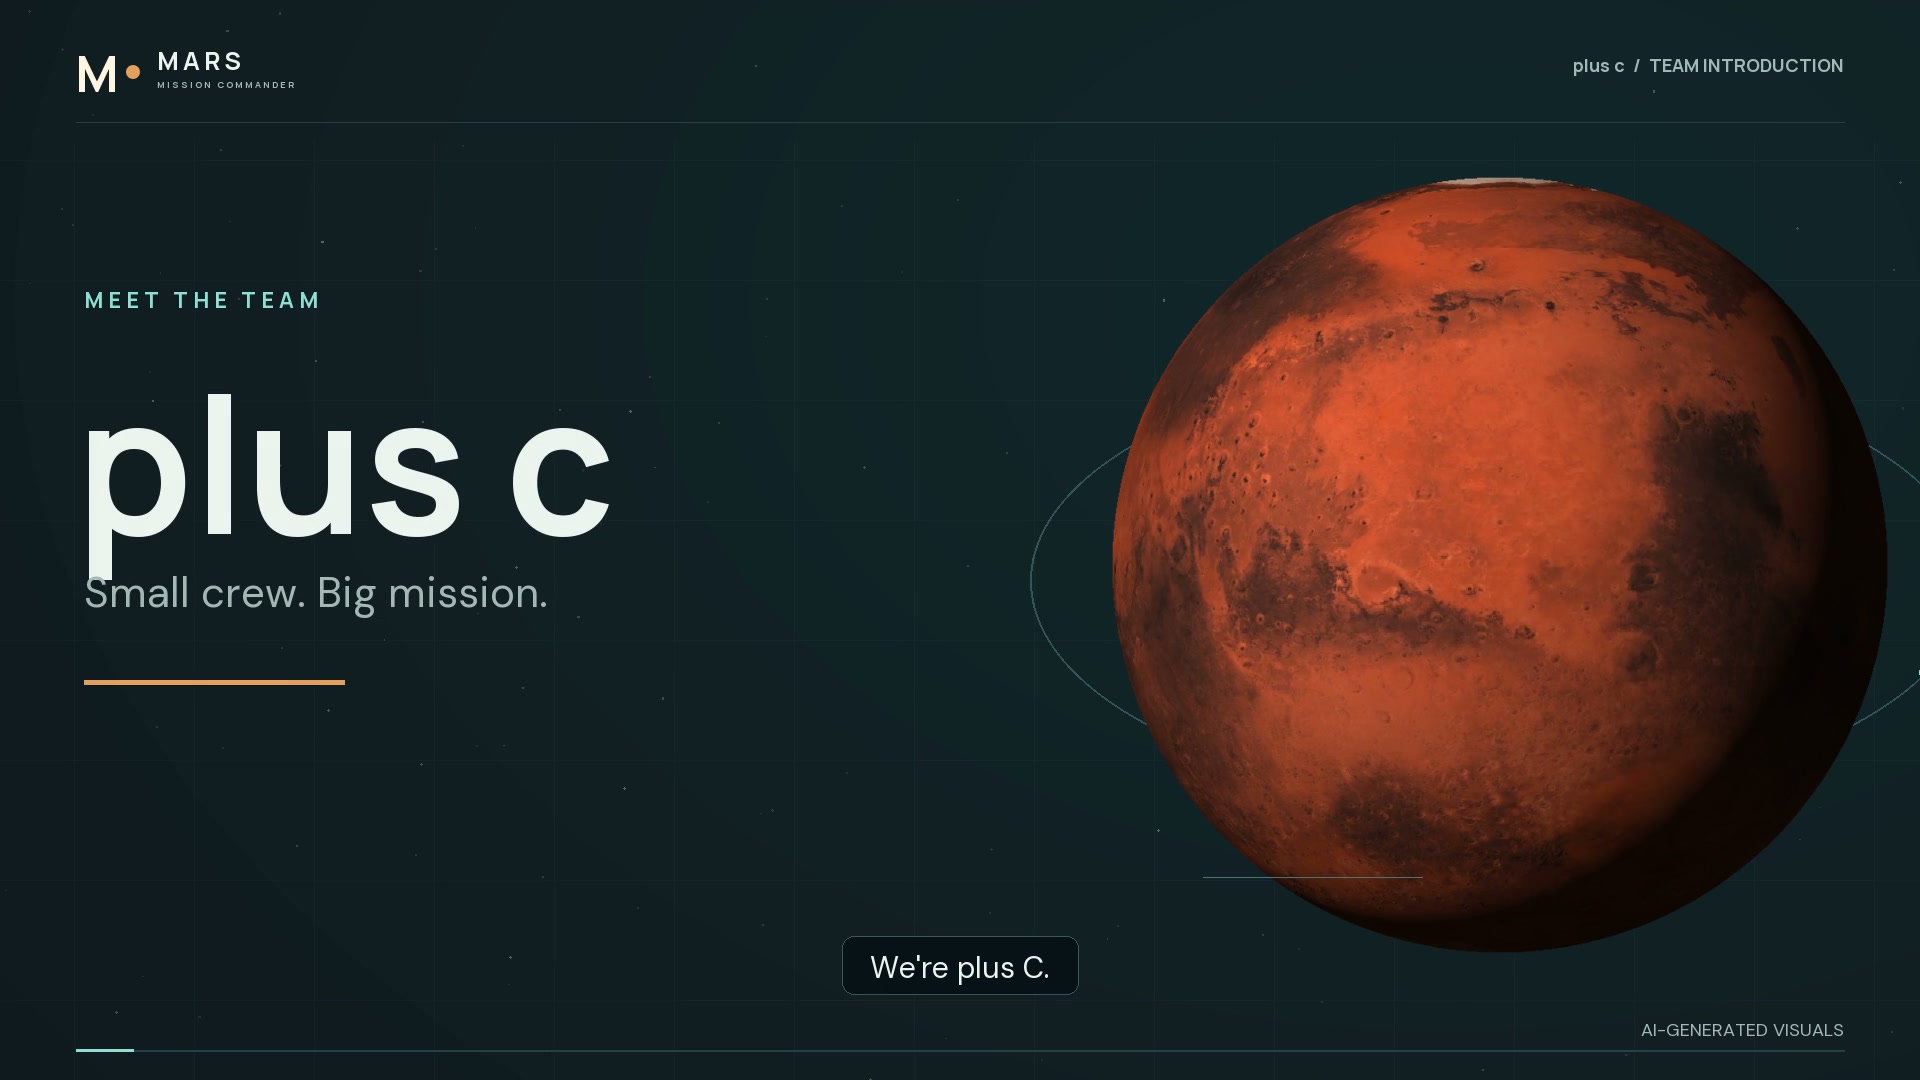 M MARS
MISSION COMMANDER
plus c / TEAM INTRODUCTION
MEET THE TEAM
plus c
Small crew. Big mission.
We're plus C.
AI-GENERATED VISUALS